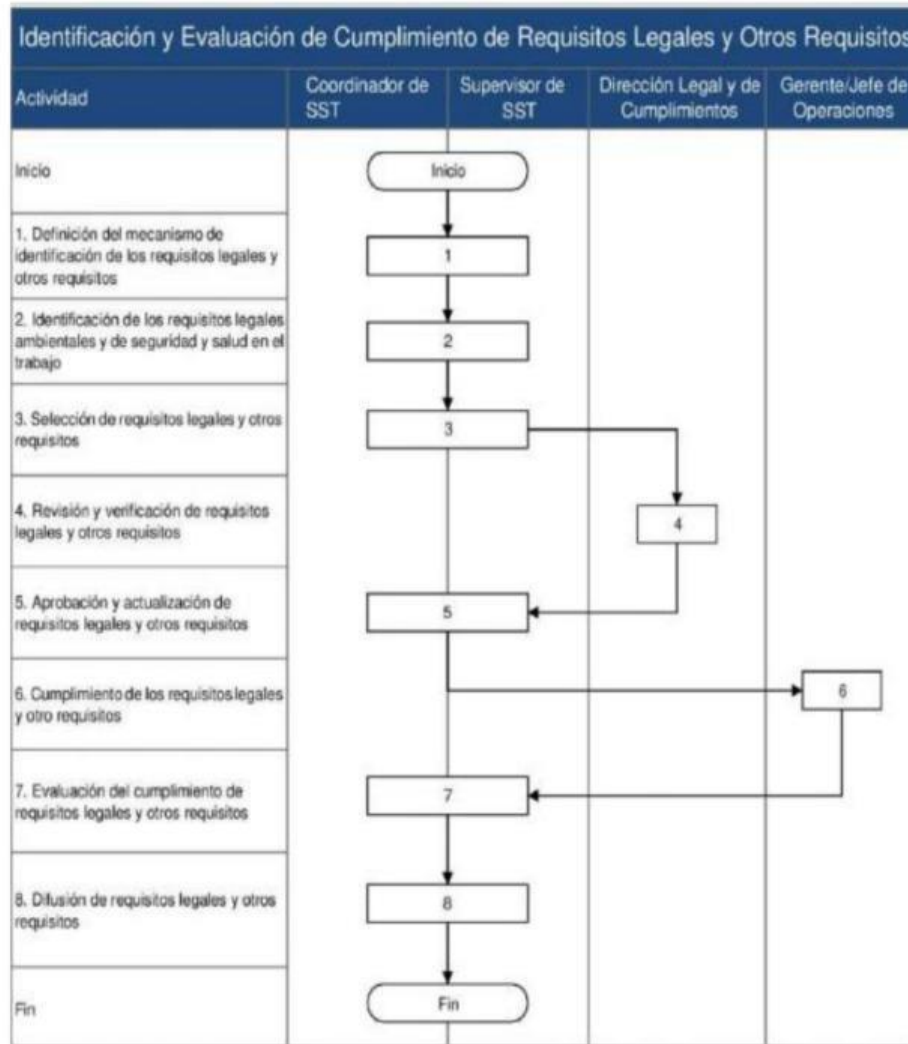 Identificación y Evaluación de Cumplimiento de Requisitos Legales y Otros Requisitos
Actividad
Coordinador de
SST
Supervisor de
SST
Dirección Legal y de
Cumplimientos
Gerente/Jefe de
Operaciones
Inicio
Inicio
1. Definición del mecanismo de
identificación de los requisitos legales y
otros requisitos
1
2. Identificación de los requisitos legales
ambientales y de seguridad y salud en el
trabajo
2
3. Selección de requisitos legales y otros
requisitos
3
4. Revisión y verificación de requisitos
legales y otros requisitos
4
5. Aprobación y actualización de
requisitos legales y otros requisitos
5
6. Cumplimiento de los requisitos legales
y otro requisitos
6
7. Evaluación del cumplimiento de
requisitos legales y otros requisitos
7
8. Difusión de requisitos legales y otros
requisitos
8
Fin
Fin